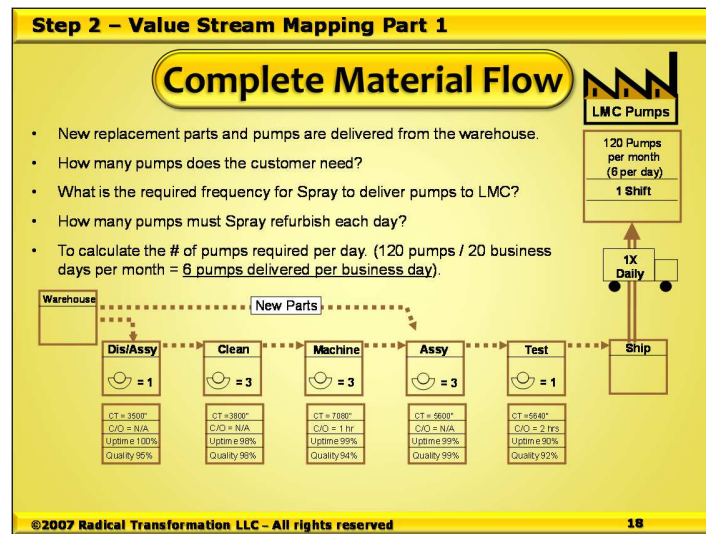 Step 2 – Value Stream Mapping Part 1
Complete Material Flow
LMC Pumps
120 Pumps
per month
(6 per day)
1 Shift
• New replacement parts and pumps are delivered from the warehouse.
• How many pumps does the customer need?
• What is the required frequency for Spray to deliver pumps to LMC?
• How many pumps must Spray refurbish each day?
• To calculate the # of pumps required per day. (120 pumps / 20 business
days per month = 6 pumps delivered per business day).
1X
Daily
Warehouse
New Parts
Dis/Assy
= 1
CT = 3500"
C/O = N/A
Uptime 100%
Quality 95%
Clean
= 3
CT =3800"
C/O = N/A
Uptime 98%
Quality 98%
Machine
= 3
CT = 7080"
C/O = 1 hr
Uptime 99%
Quality 94%
Assy
= 3
CT = 5600"
C/O = N/A
Uptime 99%
Quality 99%
Test
= 1
CT =5640"
C/O = 2 hrs
Uptime 90%
Quality 92%
Ship
©2007 Radical Transformation LLC – All rights reserved
18